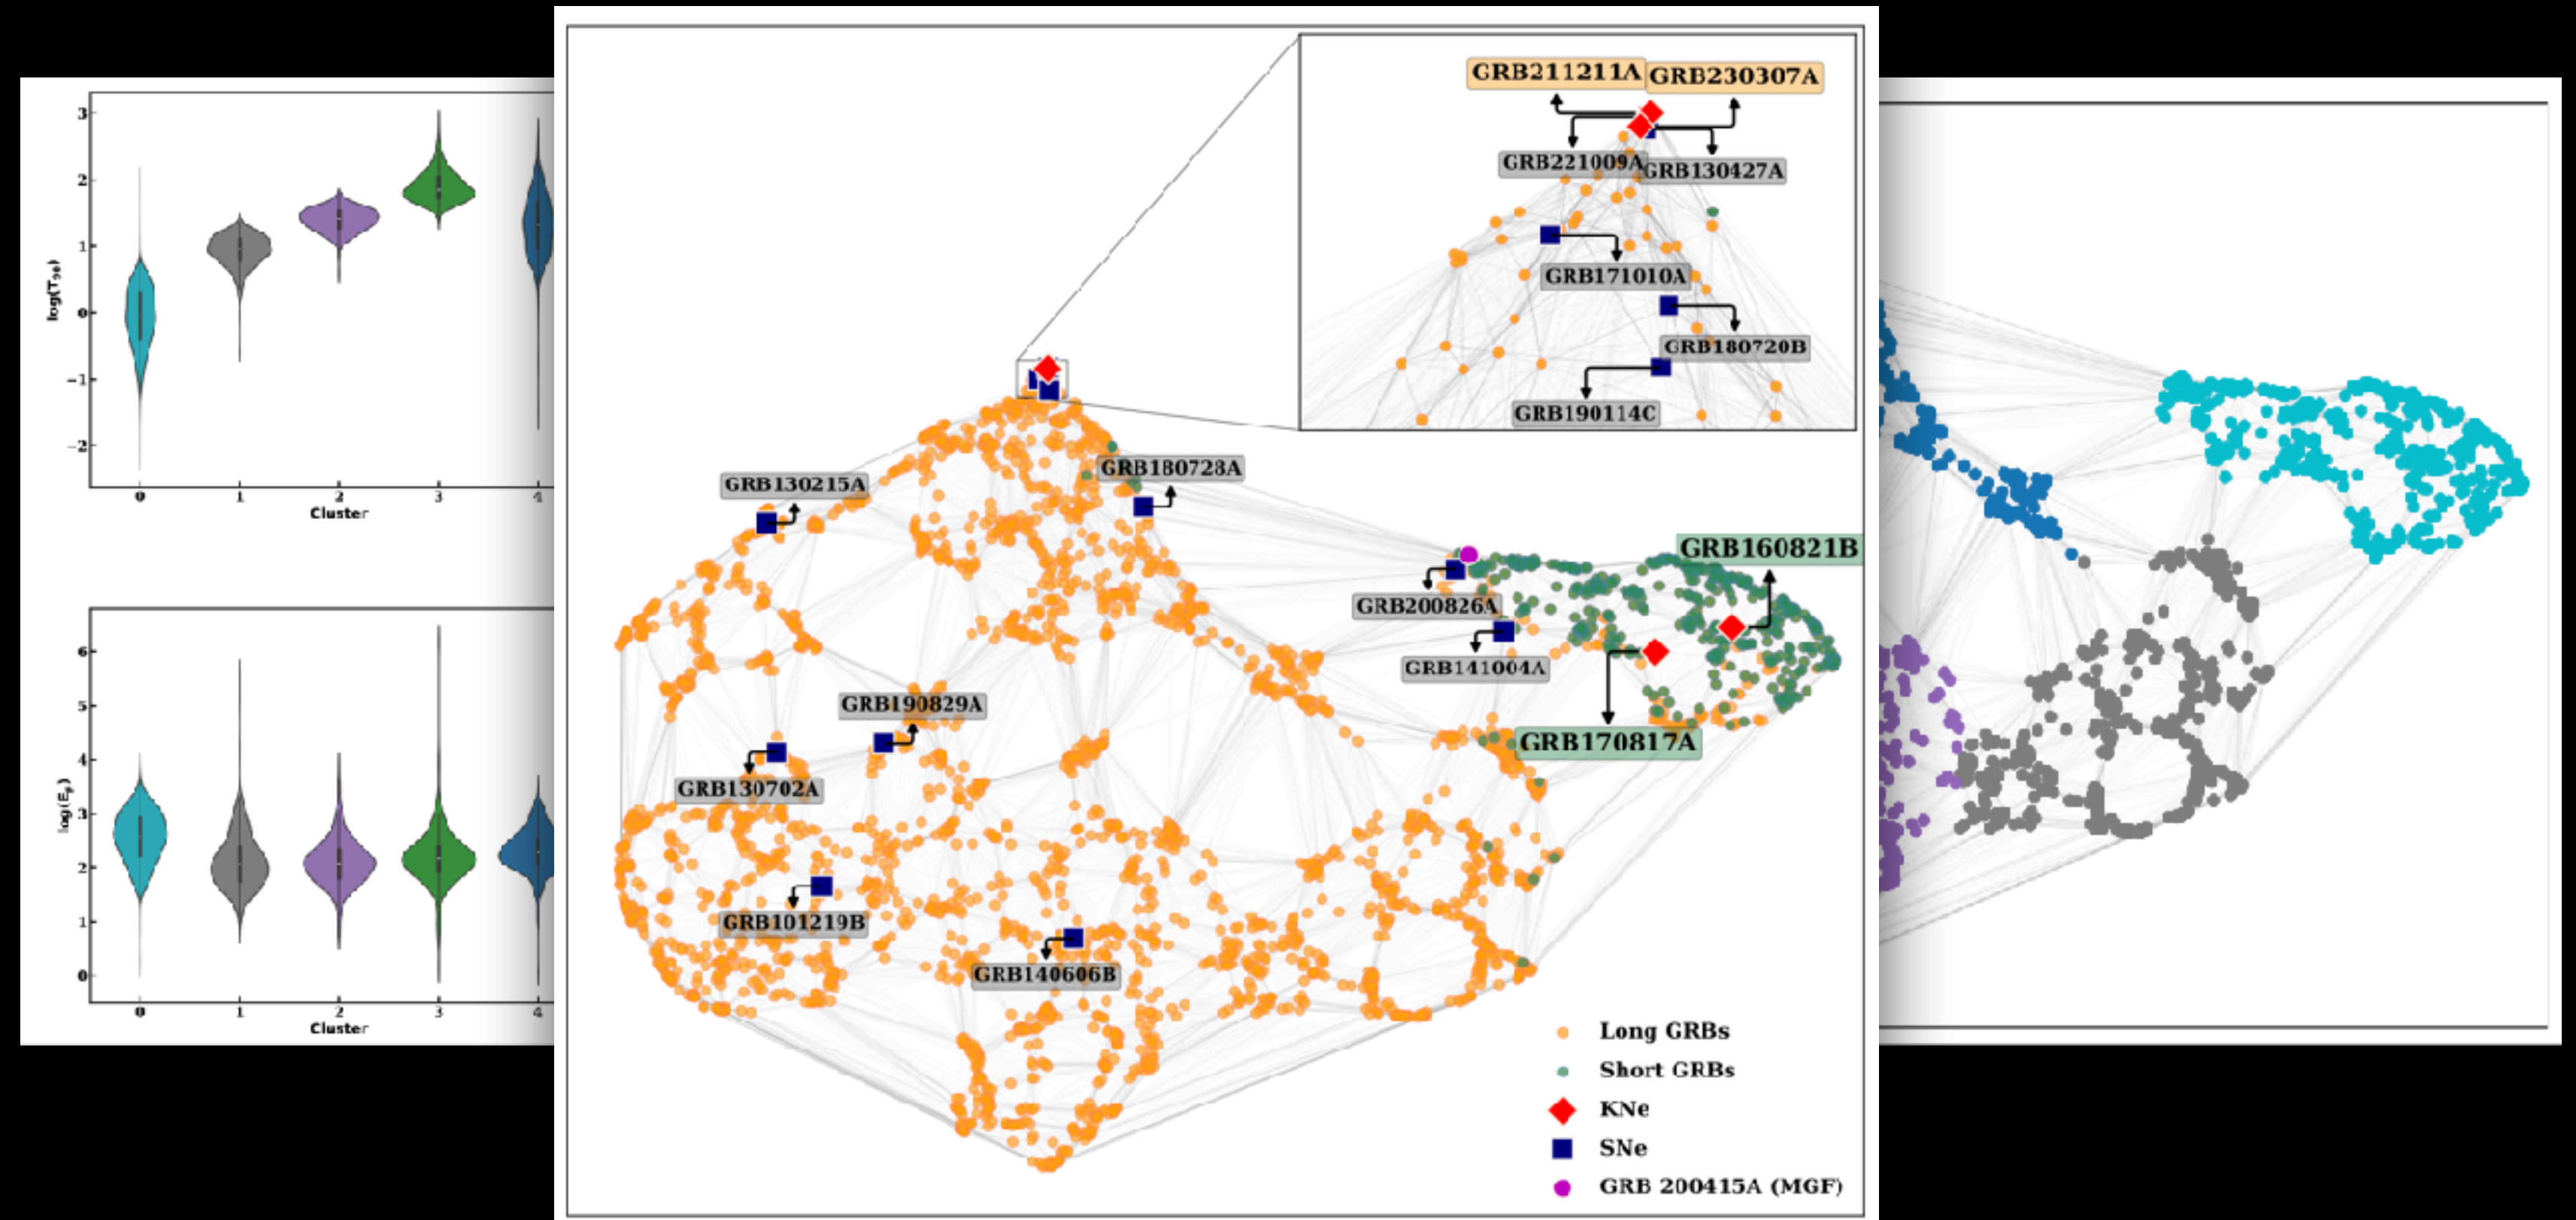 3
2
1
0
−1
−2
log(T90)
0 1 2 3 4
Cluster
6
5
4
3
2
1
0
log(Ep)
0 1 2 3 4
Cluster
GRB211211A GRB230307A
GRB221009A GRB130427A
GRB171010A
GRB180720B
GRB190114C
GRB180728A
GRB130215A
GRB160821B
GRB200826A
GRB141004A
GRB190829A
GRB170817A
GRB130702A
GRB101219B
GRB140606B
Long GRBs
Short GRBs
KNe
SNe
GRB 200415A (MGF)